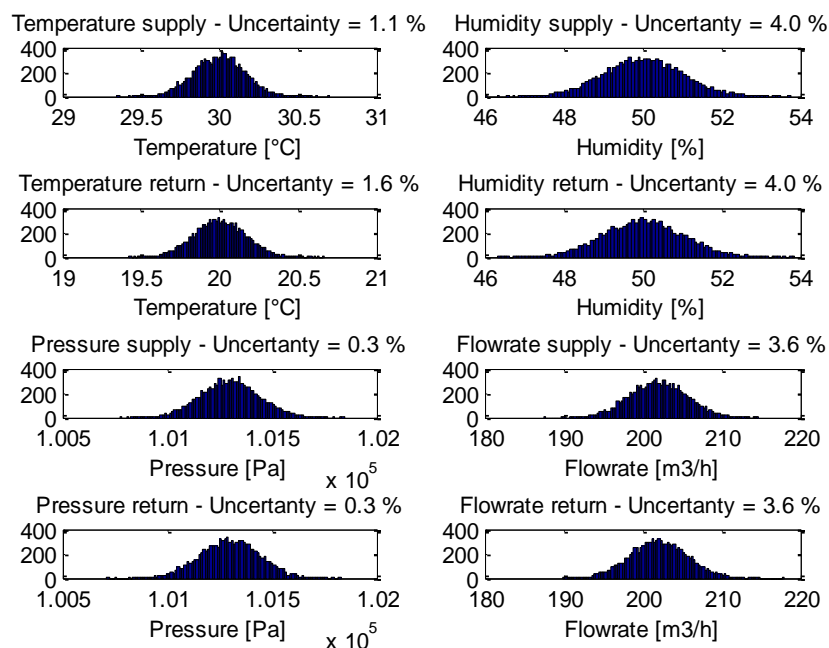 Temperature supply - Uncertainty = 1.1 %
400
200
0
29 29.5 30 30.5 31
Temperature [°C]
Humidity supply - Uncertanty = 4.0 %
400
200
0
46 48 50 52 54
Humidity [%]
Temperature return - Uncertanty = 1.6 %
400
200
0
19 19.5 20 20.5 21
Temperature [°C]
Humidity return - Uncertanty = 4.0 %
400
200
0
46 48 50 52 54
Humidity [%]
Pressure supply - Uncertanty = 0.3 %
400
200
0
1.005 1.01 1.015 1.02
Pressure [Pa]
x 10^5
Flowrate supply - Uncertanty = 3.6 %
400
200
0
180 190 200 210 220
Flowrate [m3/h]
Pressure return - Uncertanty = 0.3 %
400
200
0
1.005 1.01 1.015 1.02
Pressure [Pa]
x 10^5
Flowrate return - Uncertanty = 3.6 %
400
200
0
180 190 200 210 220
Flowrate [m3/h]